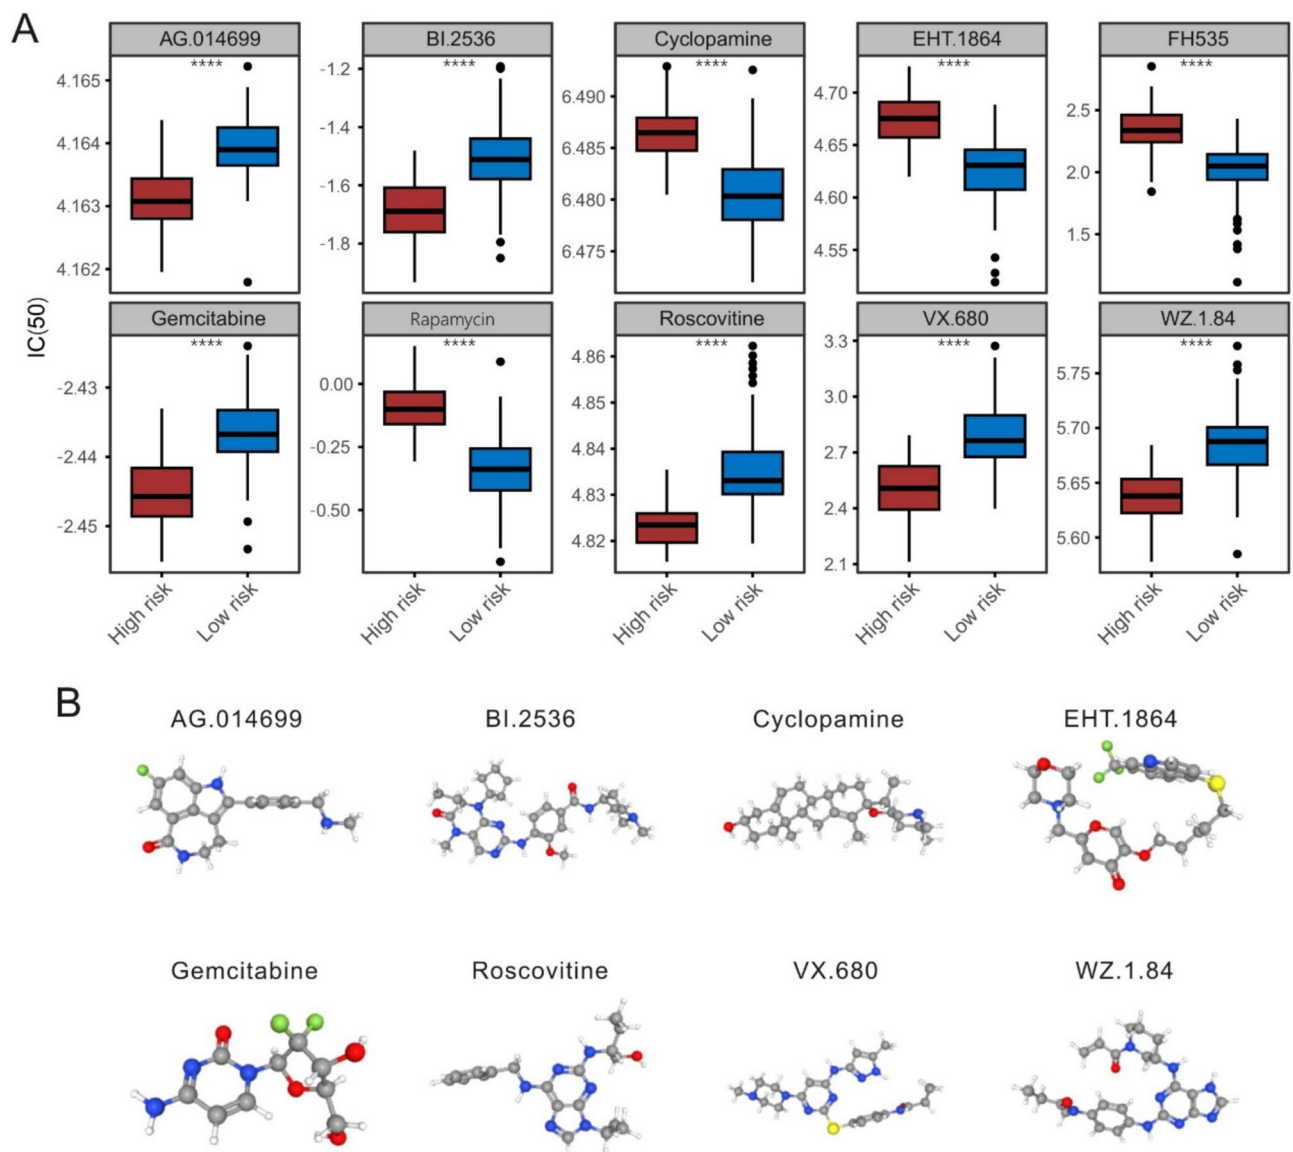 A
AG.014699 BI.2536 Cyclopamine EHT.1864 FH535
**** **** **** **** ****
4.165 4.164 4.163 4.162
-1.2 -1.4 -1.6 -1.8
6.490 6.485 6.480 6.475
4.70 4.65 4.60 4.55
2.5 2.0 1.5
IC(50)
Gemcitabine Rapamycin Roscovitine VX.680 WZ.1.84
**** **** **** **** ****
-2.43 -2.44 -2.45
0.00 -0.25 -0.50
4.86 4.85 4.84 4.83 4.82
3.3 3.0 2.7 2.4 2.1
5.75 5.70 5.65 5.60
High risk Low risk High risk Low risk High risk Low risk High risk Low risk High risk Low risk
B
AG.014699 BI.2536 Cyclopamine EHT.1864
Gemcitabine Roscovitine VX.680 WZ.1.84